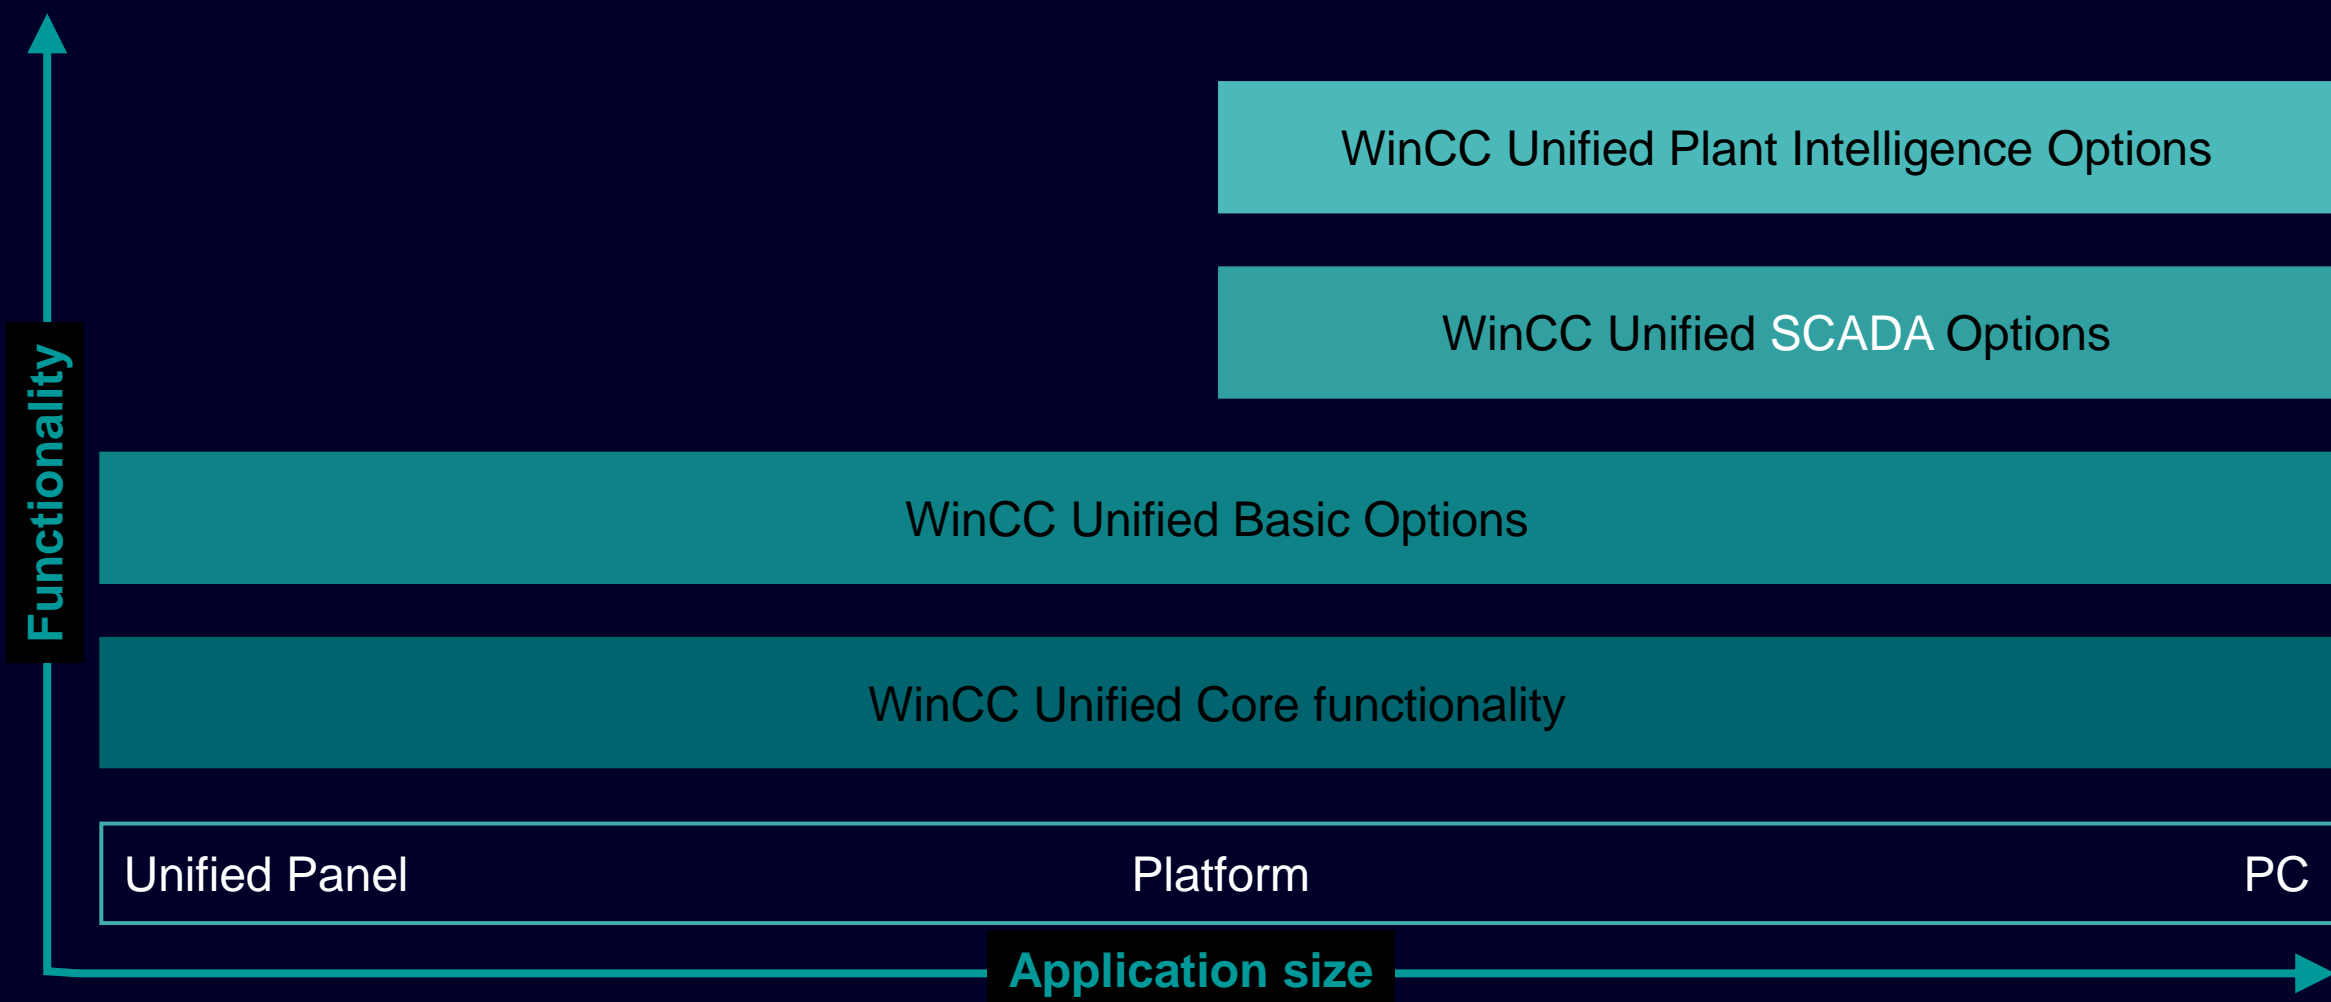 WinCC Unified Plant Intelligence Options
WinCC Unified SCADA Options
Functionality
WinCC Unified Basic Options
WinCC Unified Core functionality
Unified Panel
Platform
PC
Application size